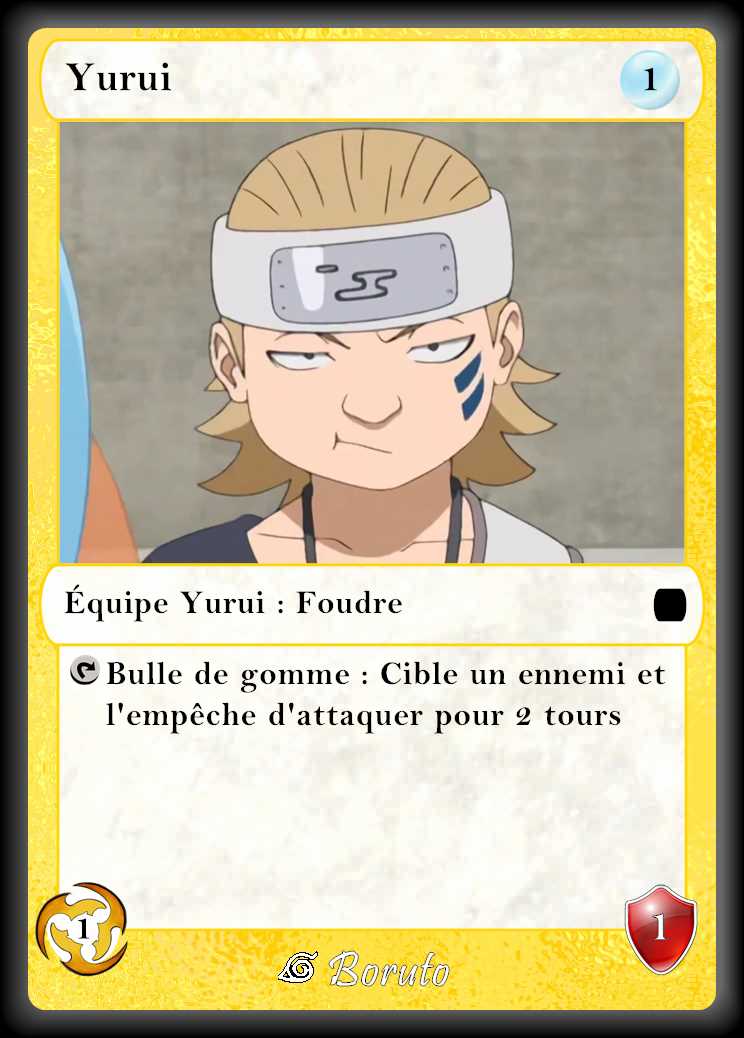 Yurui
1
Équipe Yurui : Foudre
Bulle de gomme : Cible un ennemi et
l'empêche d'attaquer pour 2 tours
1
1
Boruto